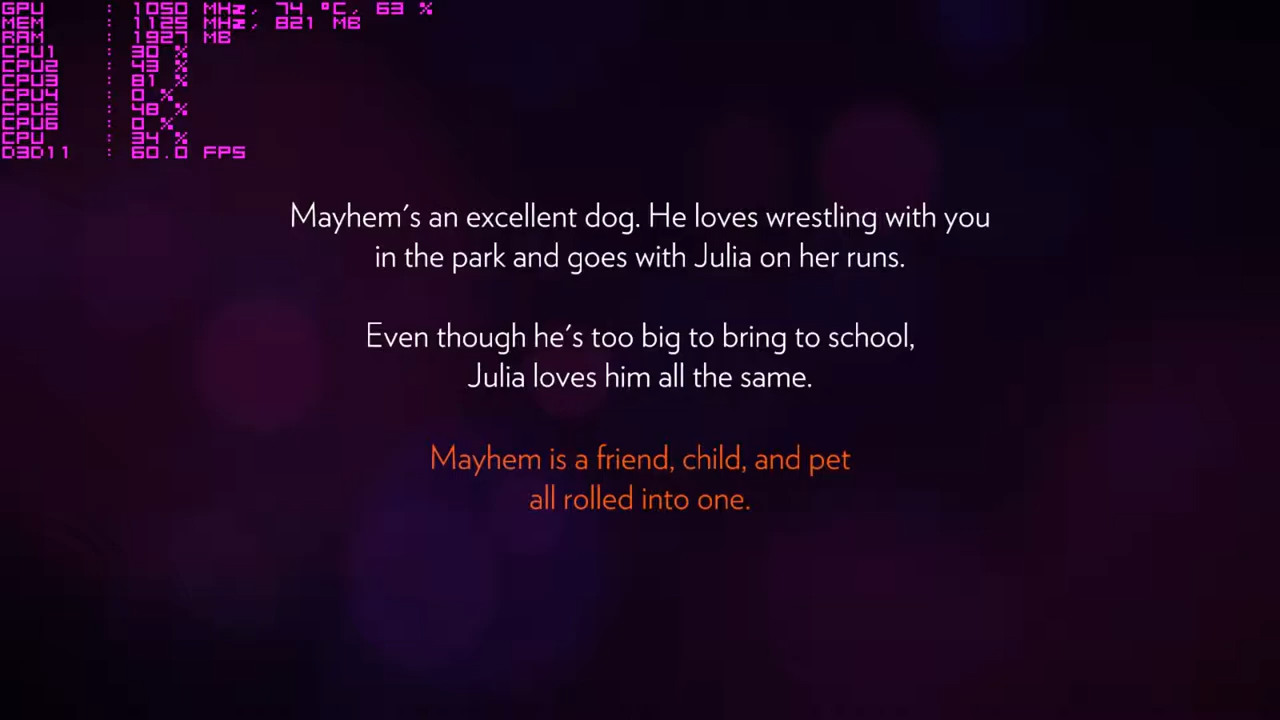 GPU : 1050 MHz, 74 °C, 63 %
MEM : 1125 MHz, 821 MB
RAM : 1927 MB
CPU1 : 30 %
CPU2 : 43 %
CPU3 : 81 %
CPU4 : 0 %
CPU5 : 48 %
CPU6 : 0 %
CPU : 34 %
D3D11 : 60.0 FPS
Mayhem's an excellent dog. He loves wrestling with you
in the park and goes with Julia on her runs.
Even though he's too big to bring to school,
Julia loves him all the same.
Mayhem is a friend, child, and pet
all rolled into one.